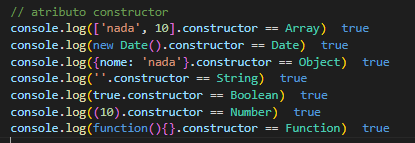 // atributo constructor
console.log(['nada', 10].constructor == Array)  true
console.log(new Date().constructor == Date)  true
console.log({nome: 'nada'}.constructor == Object)  true
console.log(''.constructor == String)  true
console.log(true.constructor == Boolean)  true
console.log((10).constructor == Number)  true
console.log(function(){}.constructor == Function)  true